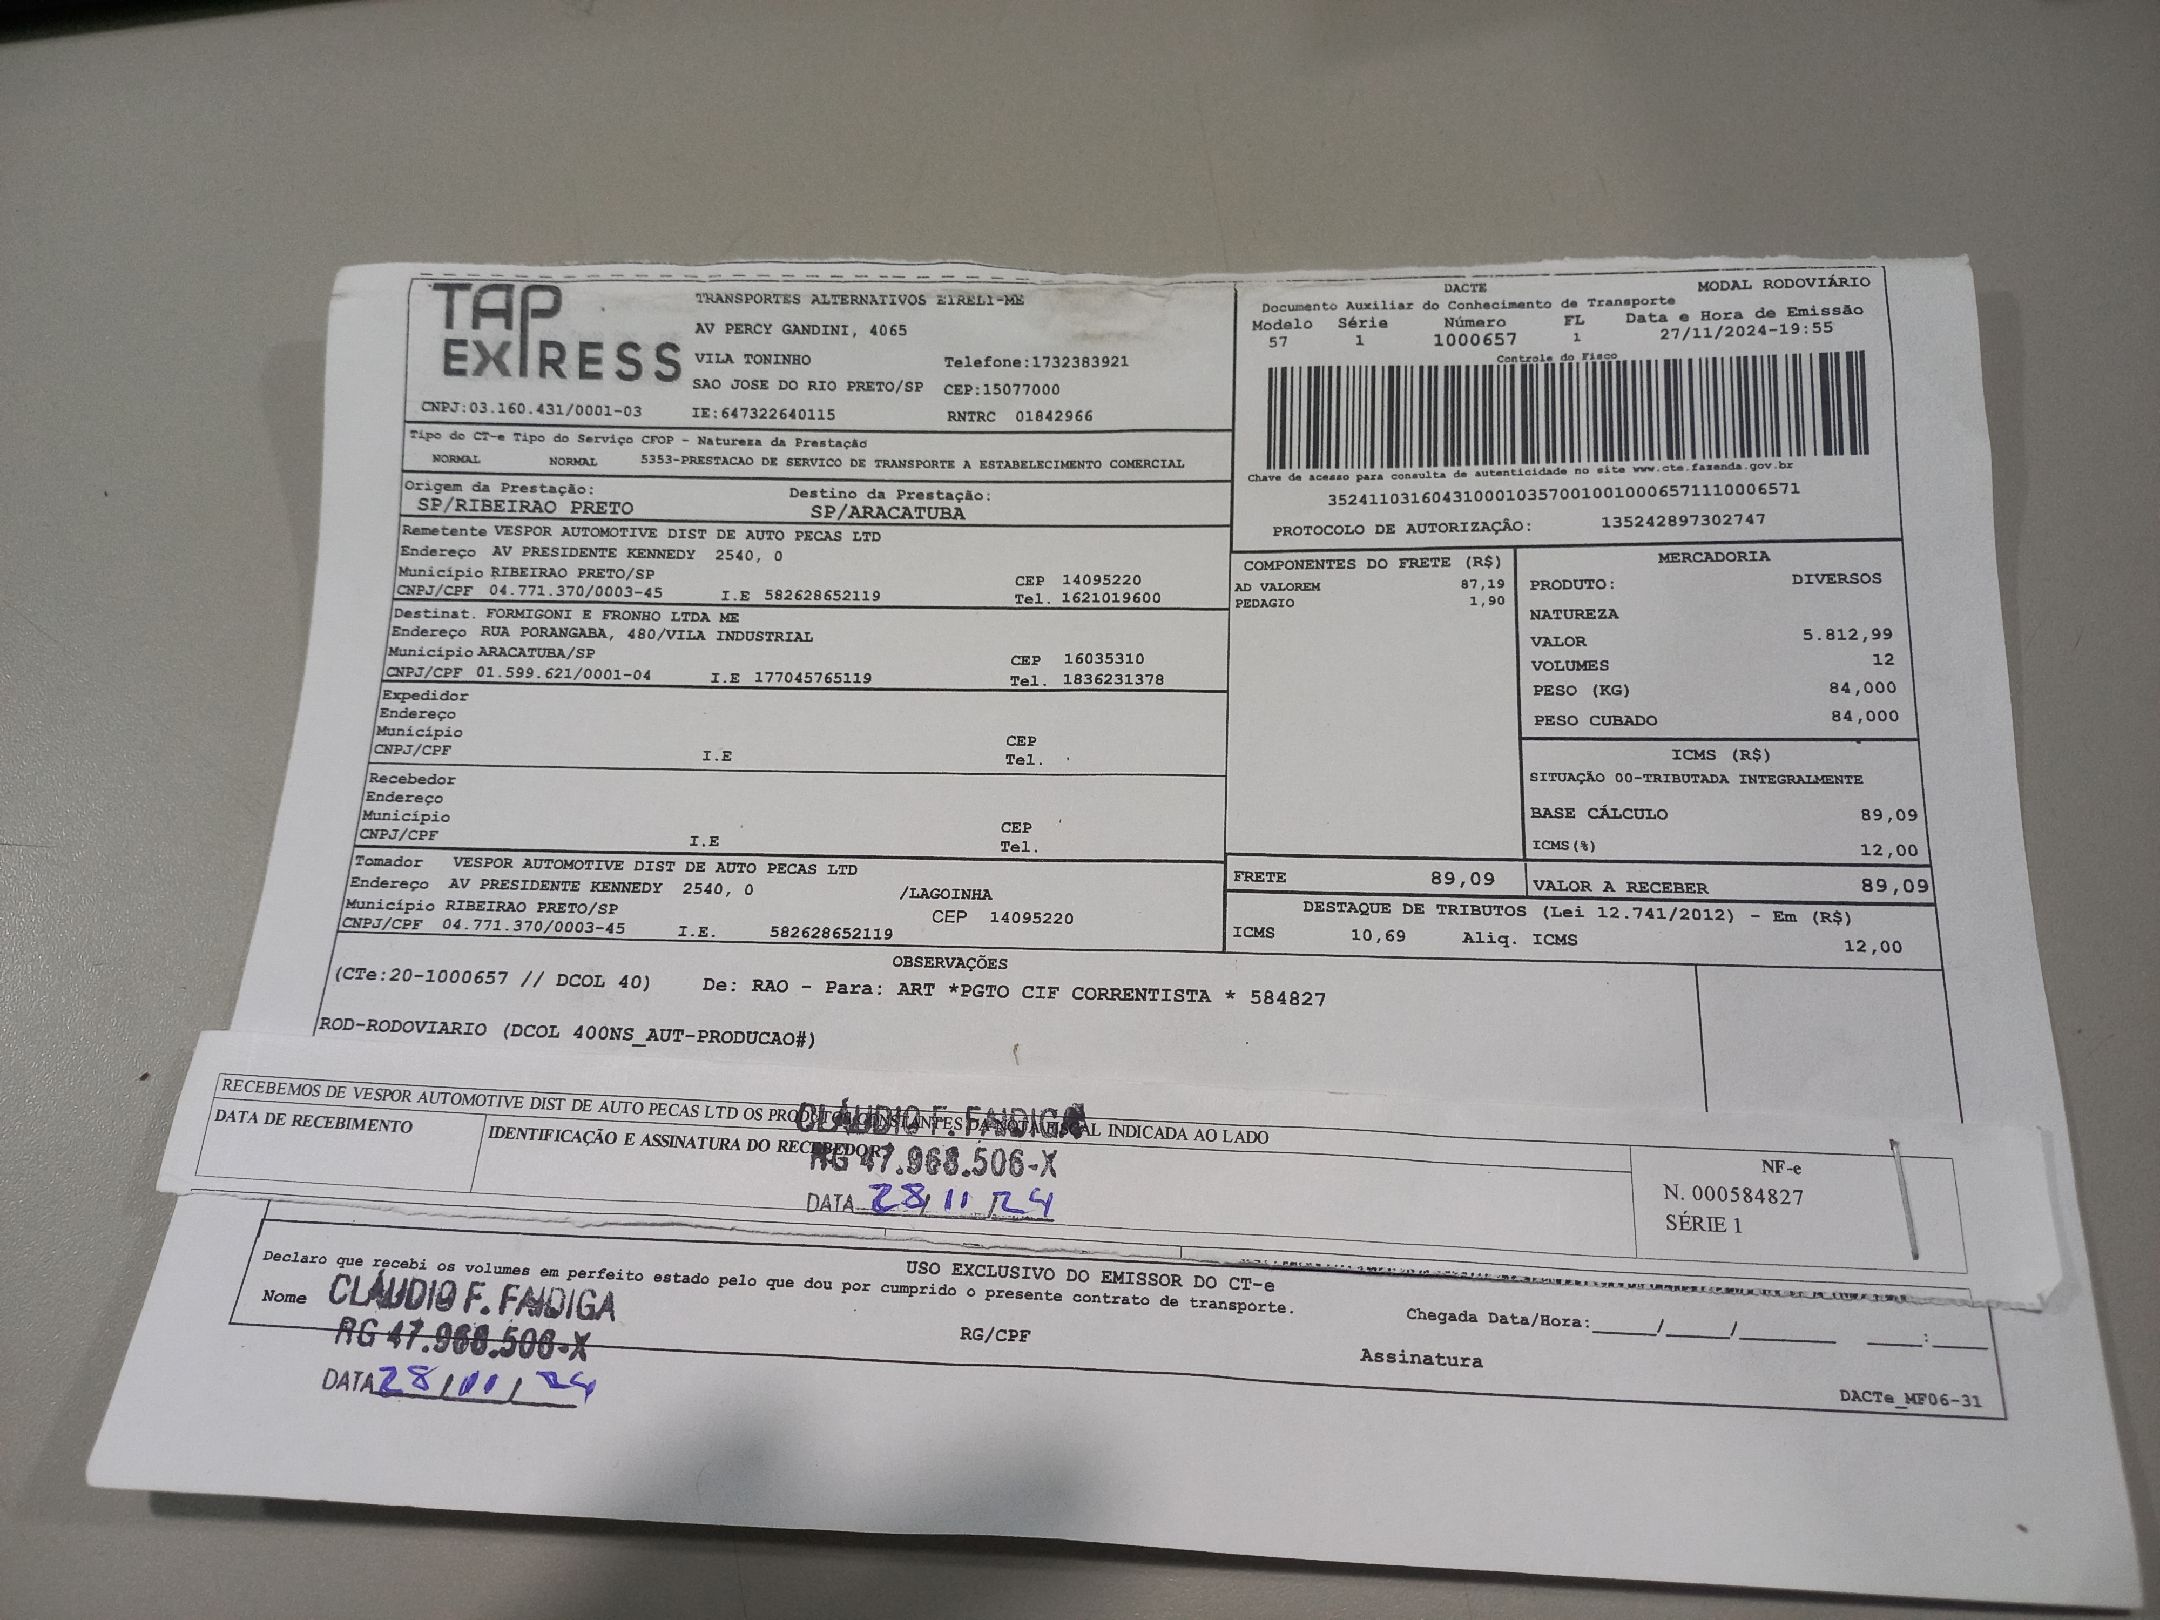 TAP EXPRESS
TRANSPORTES ALTERNATIVOS EIRELI-ME
AV PERCY GANDINI, 4065
VILA TONINHO Telefone:1732383921
SAO JOSE DO RIO PRETO/SP CEP:15077000
CNPJ:03.160.431/0001-03 IE:647322640115 RNTRC 01842966
DACTE MODAL RODOVIÁRIO
Documento Auxiliar do Conhecimento de Transporte
Modelo Série Número FL Data e Hora de Emissão
57 1 1000657 1 27/11/2024-19:55
Controle do Fisco
Chave de acesso para consulta de autenticidade no site www.cte.fazenda.gov.br
35241103160431000103570010010006571110006571
PROTOCOLO DE AUTORIZAÇÃO: 135242897302747
Tipo do CT-e Tipo do Serviço CFOP - Natureza da Prestação
NORMAL NORMAL 5353-PRESTACAO DE SERVICO DE TRANSPORTE A ESTABELECIMENTO COMERCIAL
Origem da Prestação: Destino da Prestação:
SP/RIBEIRAO PRETO SP/ARACATUBA
Remetente VESPOR AUTOMOTIVE DIST DE AUTO PECAS LTD
Endereço AV PRESIDENTE KENNEDY 2540, 0
Município RIBEIRAO PRETO/SP CEP 14095220
CNPJ/CPF 04.771.370/0003-45 I.E 582628652119 Tel. 1621019600
Destinat. FORMIGONI E FRONHO LTDA ME
Endereço RUA PORANGABA, 480/VILA INDUSTRIAL
Município ARACATUBA/SP CEP 16035310
CNPJ/CPF 01.599.621/0001-04 I.E 177045765119 Tel. 1836231378
Expedidor
Endereço
Município CEP
CNPJ/CPF I.E Tel.
Recebedor
Endereço
Município CEP
CNPJ/CPF I.E Tel.
Tomador VESPOR AUTOMOTIVE DIST DE AUTO PECAS LTD
Endereço AV PRESIDENTE KENNEDY 2540, 0 /LAGOINHA
Município RIBEIRAO PRETO/SP CEP 14095220
CNPJ/CPF 04.771.370/0003-45 I.E. 582628652119
COMPONENTES DO FRETE (R$)
AD VALOREM 87,19
PEDAGIO 1,90
MERCADORIA
PRODUTO: DIVERSOS
NATUREZA
VALOR 5.812,99
VOLUMES 12
PESO (KG) 84,000
PESO CUBADO 84,000
ICMS (R$)
SITUAÇÃO 00-TRIBUTADA INTEGRALMENTE
BASE CÁLCULO 89,09
ICMS(%) 12,00
FRETE 89,09 VALOR A RECEBER 89,09
DESTAQUE DE TRIBUTOS (Lei 12.741/2012) - Em (R$)
ICMS 10,69 Aliq. ICMS 12,00
OBSERVAÇÕES
(CTe:20-1000657 // DCOL 40) De: RAO - Para: ART *PGTO CIF CORRENTISTA * 584827
ROD-RODOVIARIO (DCOL 400NS_AUT-PRODUCAO#)
RECEBEMOS DE VESPOR AUTOMOTIVE DIST DE AUTO PECAS LTD OS PRODUTOS CONSTANTES DA NOTA FISCAL INDICADA AO LADO
DATA DE RECEBIMENTO IDENTIFICAÇÃO E ASSINATURA DO RECEBEDOR
CLÁUDIO F. FAIDIGA
RG 47.968.506-X
DATA 28/11/24
NF-e
N. 000584827
SÉRIE 1
USO EXCLUSIVO DO EMISSOR DO CT-e
Declaro que recebi os volumes em perfeito estado pelo que dou por cumprido o presente contrato de transporte.
Nome CLÁUDIO F. FAIDIGA
RG 47.968.506-X
DATA 28/11/24
RG/CPF
Chegada Data/Hora:_____/_____/________ ____:____
Assinatura
DACTe_MF06-31